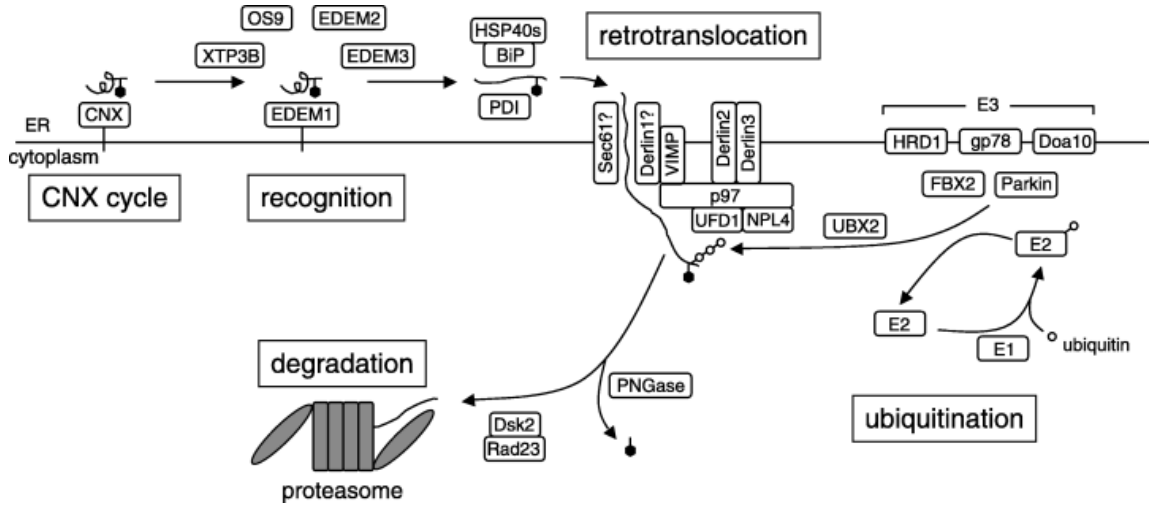 OS9
EDEM2
HSP40s
retrotranslocation
XTP3B
EDEM3
BiP
CNX
EDEM1
PDI
E3
ER
cytoplasm
Sec61?
Derlin1?
VIMP
Derlin2
Derlin3
HRD1
gp78
Doa10
CNX cycle
recognition
p97
FBX2
Parkin
UFD1
NPL4
UBX2
E2
E2
E1
ubiquitin
degradation
PNGase
Dsk2
Rad23
ubiquitination
proteasome